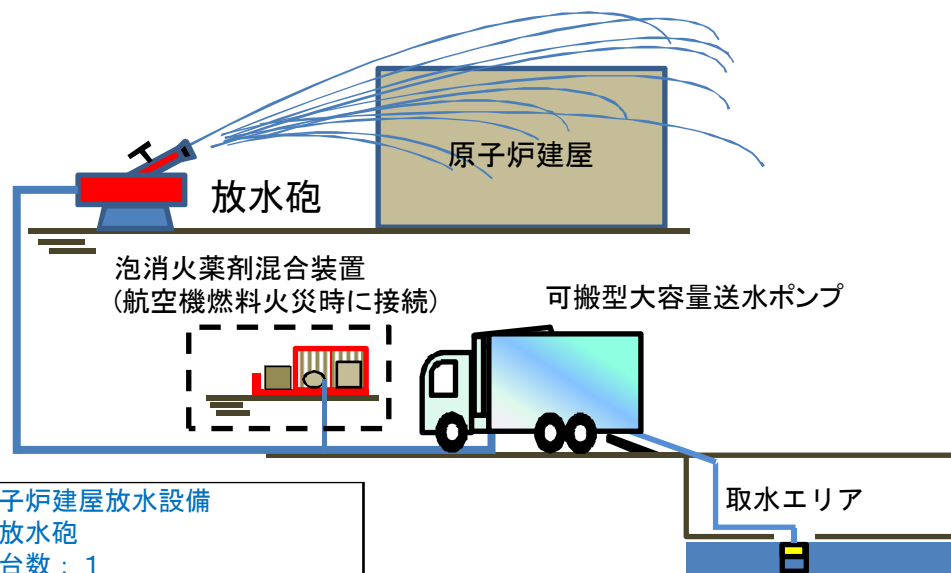 原子炉建屋
放水砲
泡消火薬剤混合装置
(航空機燃料火災時に接続)
可搬型大容量送水ポンプ
取水エリア
子炉建屋放水設備
放水砲
台数：１